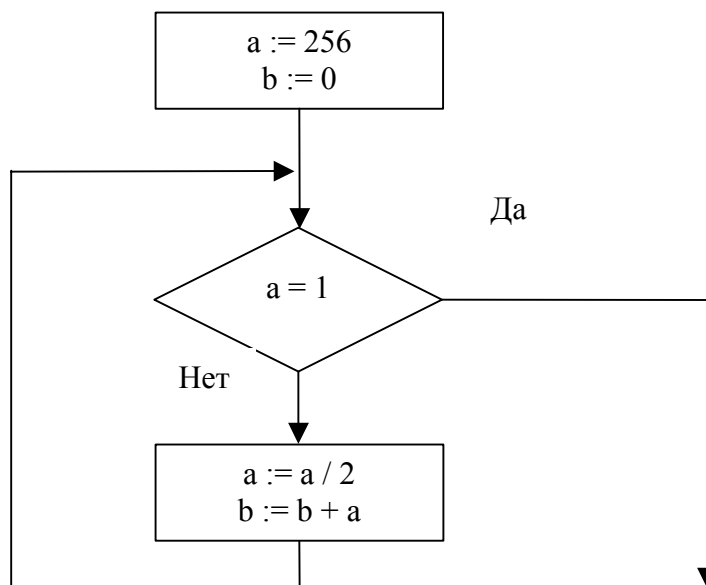 a := 256
b := 0
Да
a = 1
Нет
a := a / 2
b := b + a